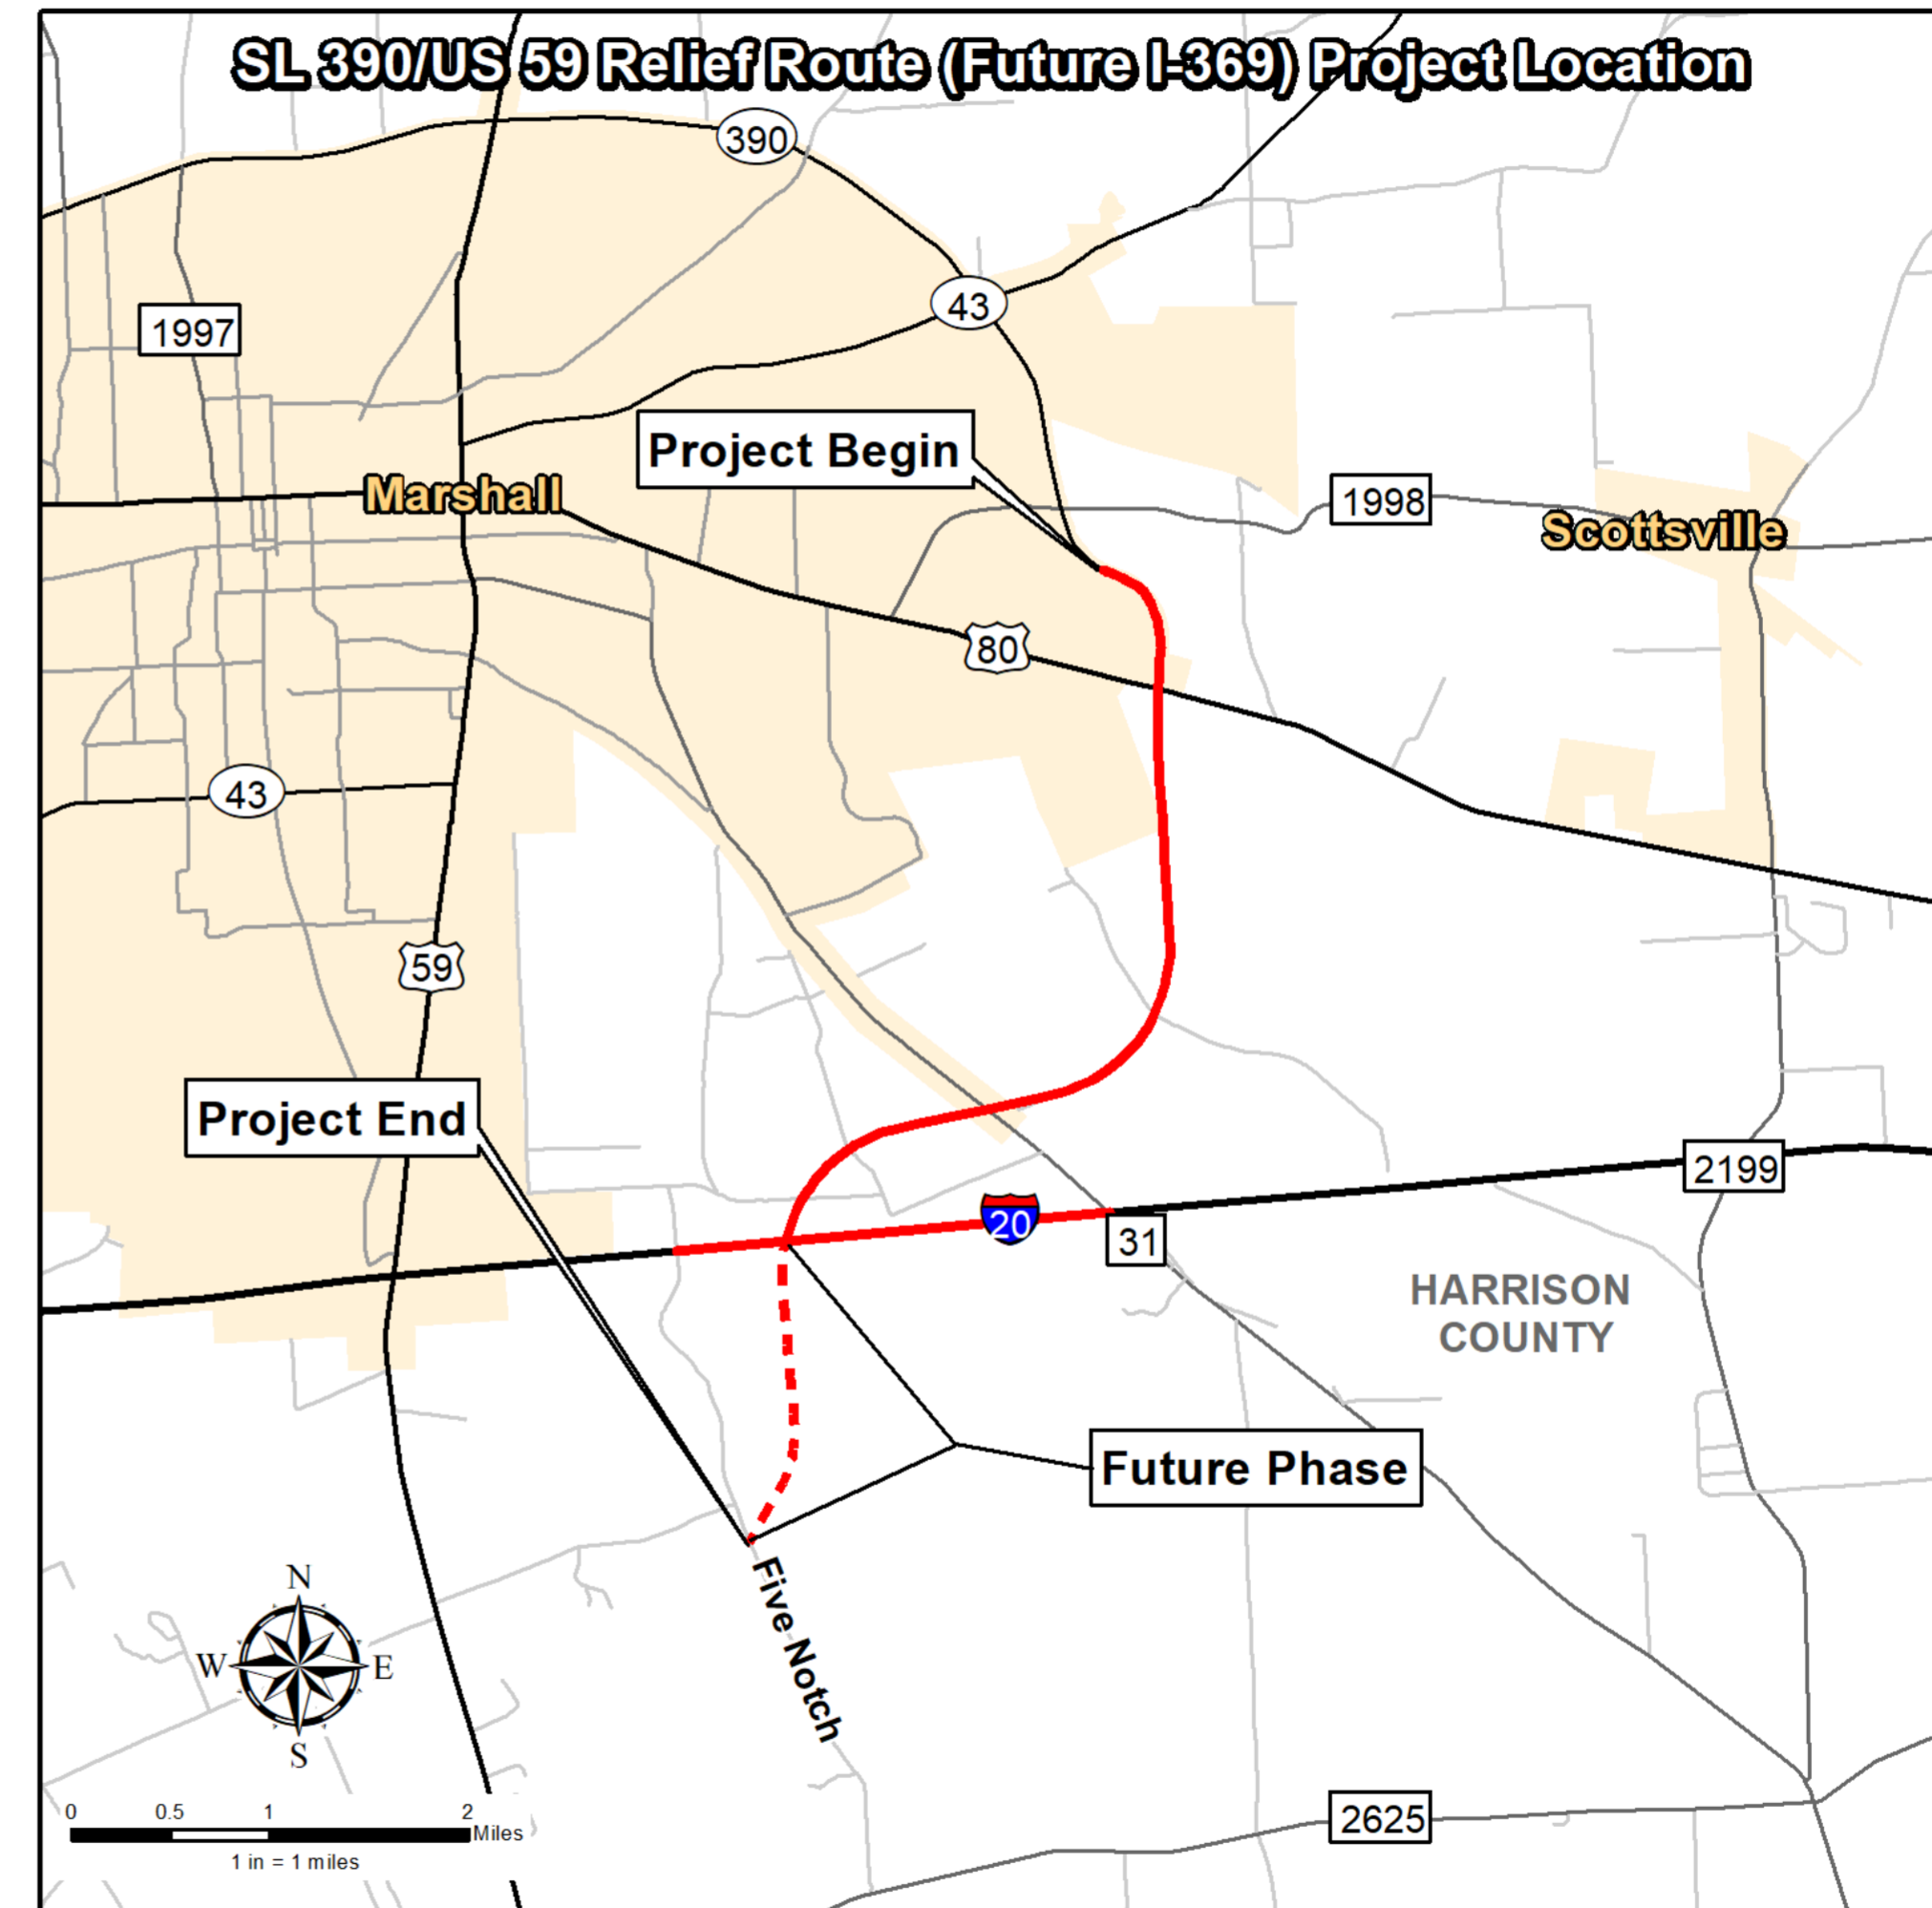 SL 390/US 59 Relief Route (Future I-369) Project Location
390
43
1997
Project Begin
Marshall
1998
Scottsville
80
43
59
Project End
2199
20
31
HARRISON
COUNTY
Future Phase
Five Notch
N
W
E
S
0
0.5
1
2
Miles
1 in = 1 miles
2625